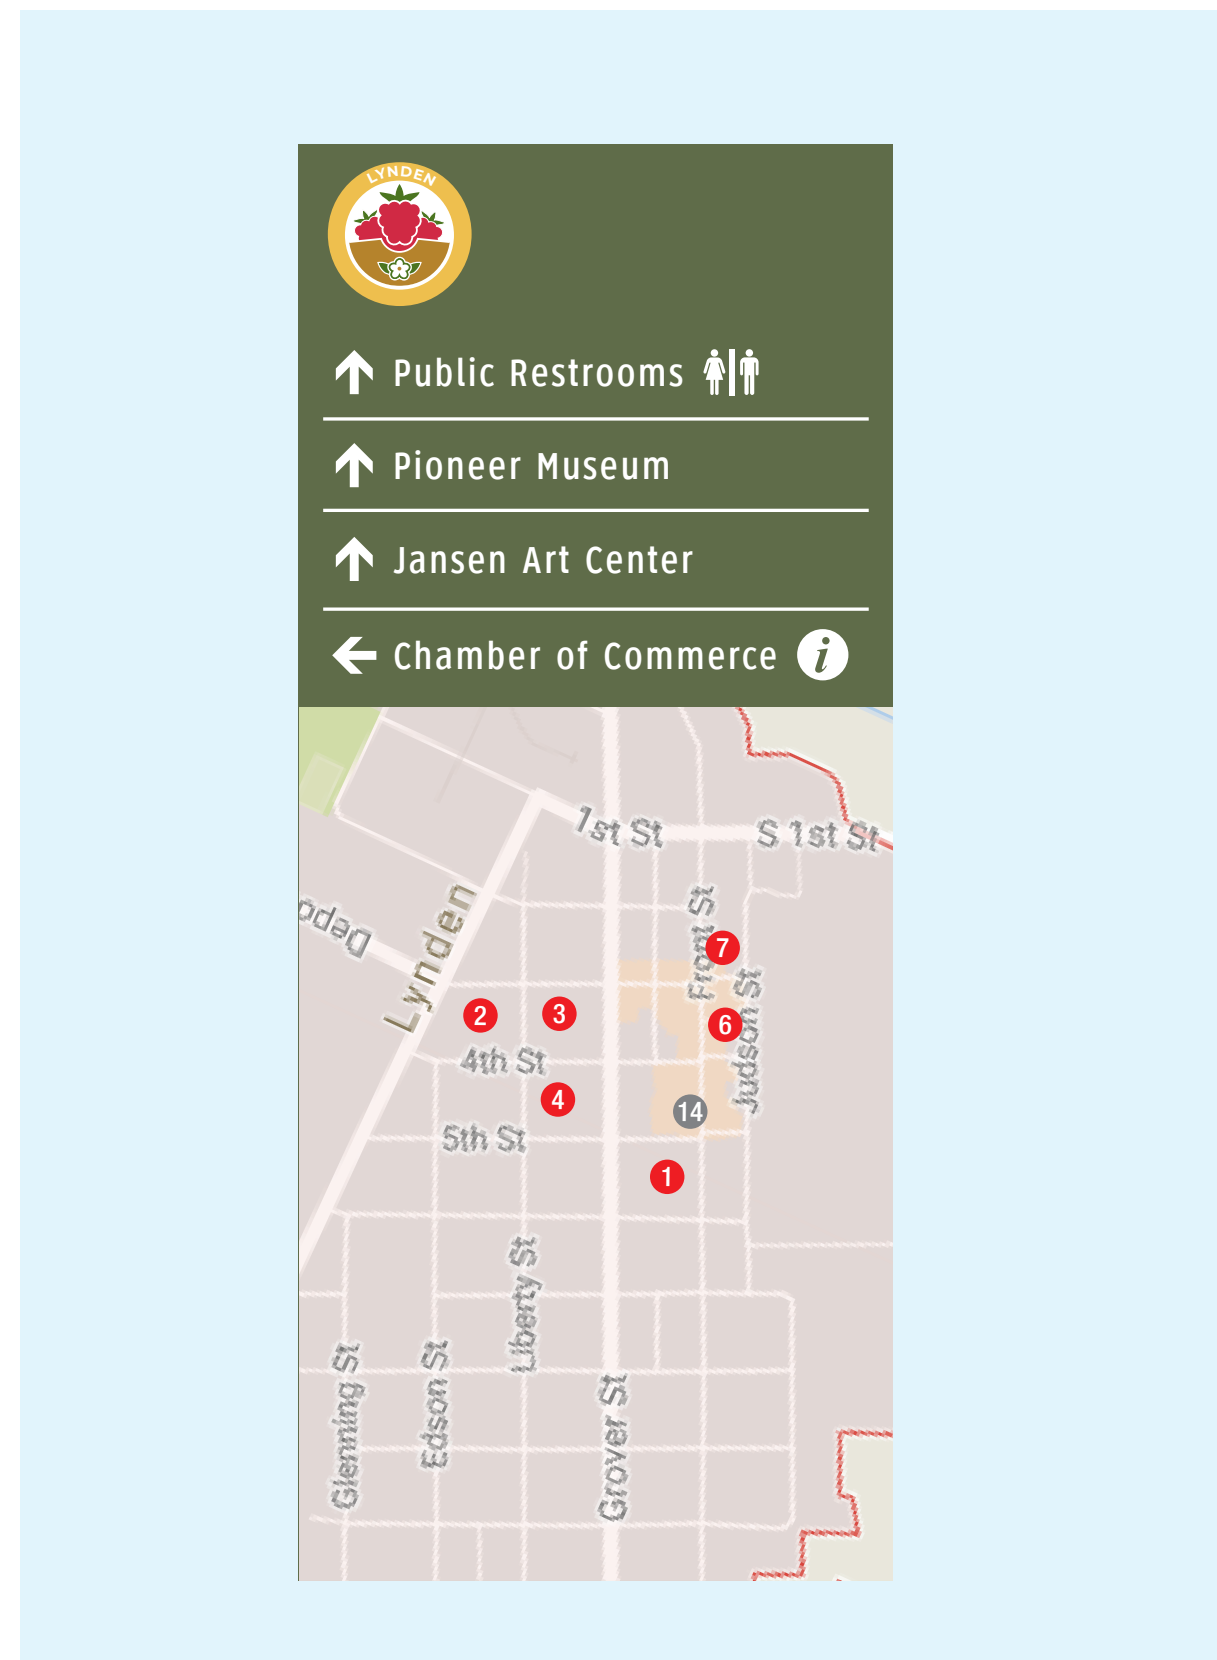 LYNDEN
Public Restrooms
Pioneer Museum
Jansen Art Center
Chamber of Commerce i
1st St
S 1st St
Depo
Lynden
Front St
7
Judson St
2
3
6
4th St
4
14
5th St
1
Liberty St
Glenning St
Edson St
Grover St